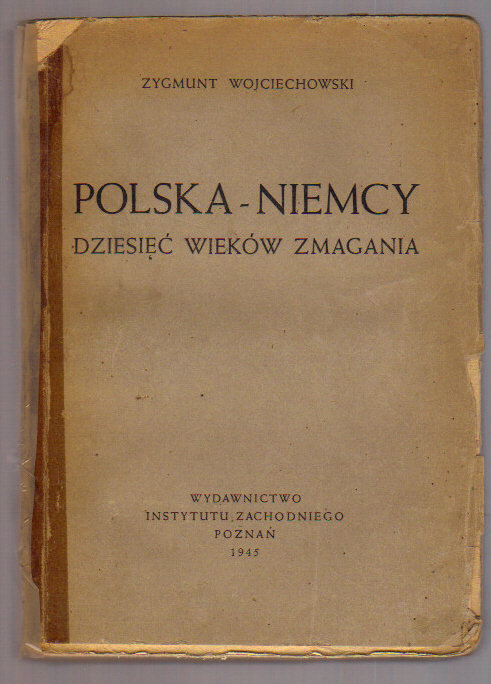 ZYGMUNT WOJCIECHOWSKI
POLSKA - NIEMCY
DZIESIĘĆ WIEKÓW ZMAGANIA
WYDAWNICTWO
INSTYTUTU ZACHODNIEGO
POZNAŃ
1945